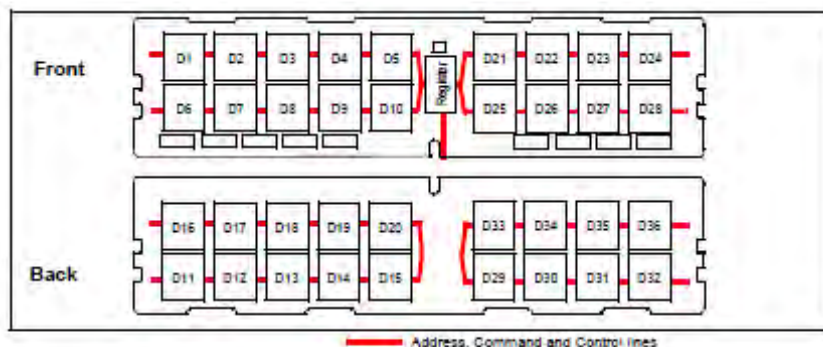 D1 D2 D3 D4 D5 D21 D22 D23 D24
Front
Register
D6 D7 D8 D9 D10 D25 D26 D27 D28
D16 D17 D18 D19 D20 D33 D34 D35 D36
Back
D11 D12 D13 D14 D15 D29 D30 D31 D32
Address, Command and Control lines